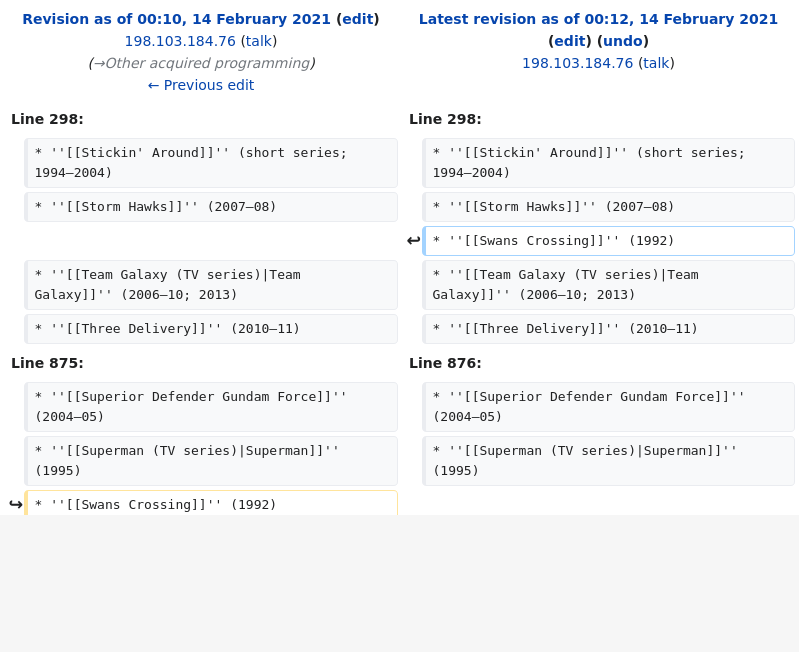 Revision as of 00:10, 14 February 2021 (edit)
198.103.184.76 (talk)
(→Other acquired programming)
← Previous edit
Latest revision as of 00:12, 14 February 2021
(edit) (undo)
198.103.184.76 (talk)
Line 298:
Line 298:
* ''[[Stickin' Around]]'' (short series;
1994–2004)
* ''[[Stickin' Around]]'' (short series;
1994–2004)
* ''[[Storm Hawks]]'' (2007–08)
* ''[[Storm Hawks]]'' (2007–08)
↩
* ''[[Swans Crossing]]'' (1992)
* ''[[Team Galaxy (TV series)|Team
Galaxy]]'' (2006–10; 2013)
* ''[[Team Galaxy (TV series)|Team
Galaxy]]'' (2006–10; 2013)
* ''[[Three Delivery]]'' (2010–11)
* ''[[Three Delivery]]'' (2010–11)
Line 875:
Line 876:
* ''[[Superior Defender Gundam Force]]''
(2004–05)
* ''[[Superior Defender Gundam Force]]''
(2004–05)
* ''[[Superman (TV series)|Superman]]''
(1995)
* ''[[Superman (TV series)|Superman]]''
(1995)
↪
* ''[[Swans Crossing]]'' (1992)